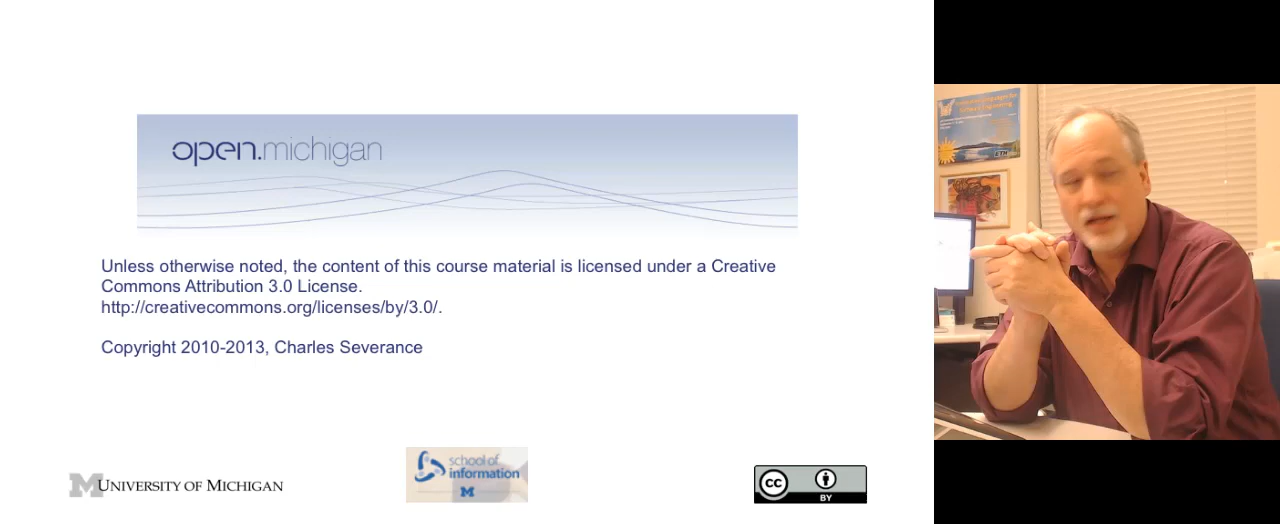 open.michigan
Unless otherwise noted, the content of this course material is licensed under a Creative
Commons Attribution 3.0 License.
http://creativecommons.org/licenses/by/3.0/.
Copyright 2010-2013, Charles Severance
M UNIVERSITY OF MICHIGAN
school of
information
M
cc
BY
ETH